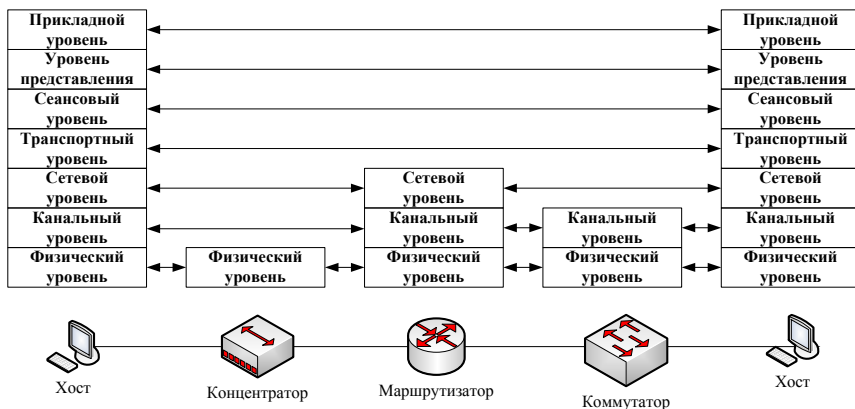 Прикладной
уровень
Прикладной
уровень
Уровень
представления
Уровень
представления
Сеансовый
уровень
Сеансовый
уровень
Транспортный
уровень
Транспортный
уровень
Сетевой
уровень
Сетевой
уровень
Сетевой
уровень
Канальный
уровень
Канальный
уровень
Канальный
уровень
Канальный
уровень
Физический
уровень
Физический
уровень
Физический
уровень
Физический
уровень
Физический
уровень
Хост
Концентратор
Маршрутизатор
Коммутатор
Хост